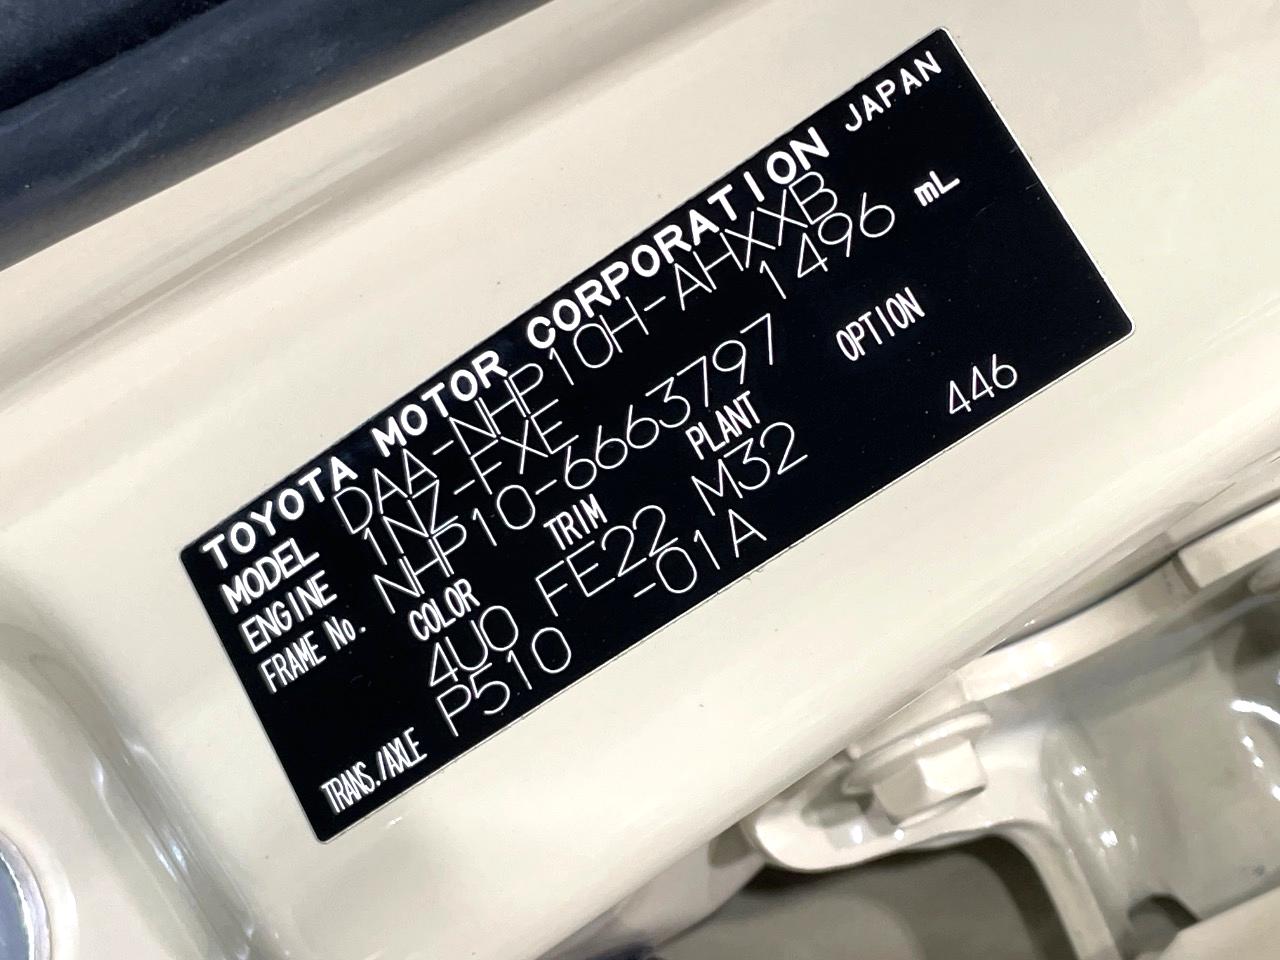 TOYOTA MOTOR CORPORATION JAPAN
MODEL DAA-NHP10H-AHXXB
ENGINE 1NZ-FXE 1496 mL
FRAME No. NHP10-6663797
COLOR TRIM PLANT OPTION
4U0 FE22 M32 446
TRANS./AXLE P510 -01A